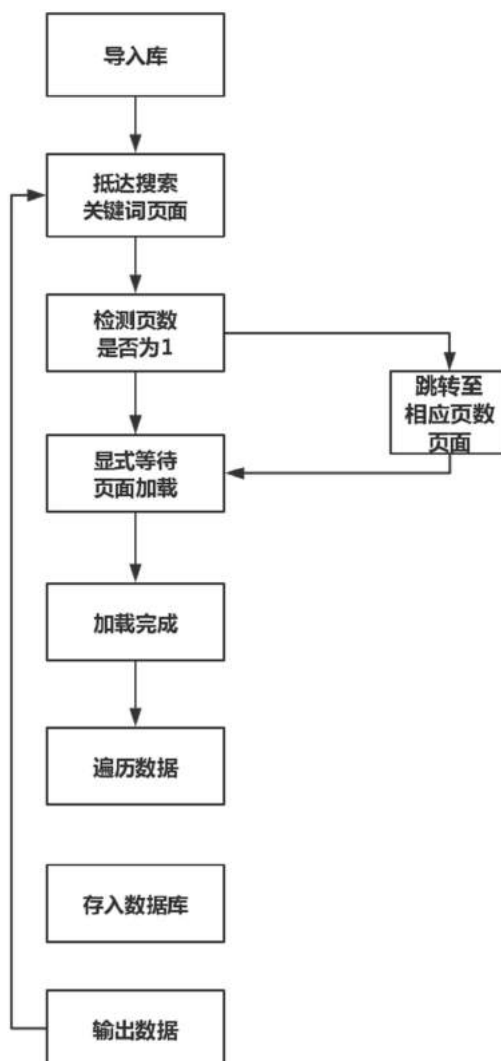 导入库
抵达搜索
关键词页面
检测页数
是否为1
跳转至
相应页数
页面
显式等待
页面加载
加载完成
遍历数据
存入数据库
输出数据